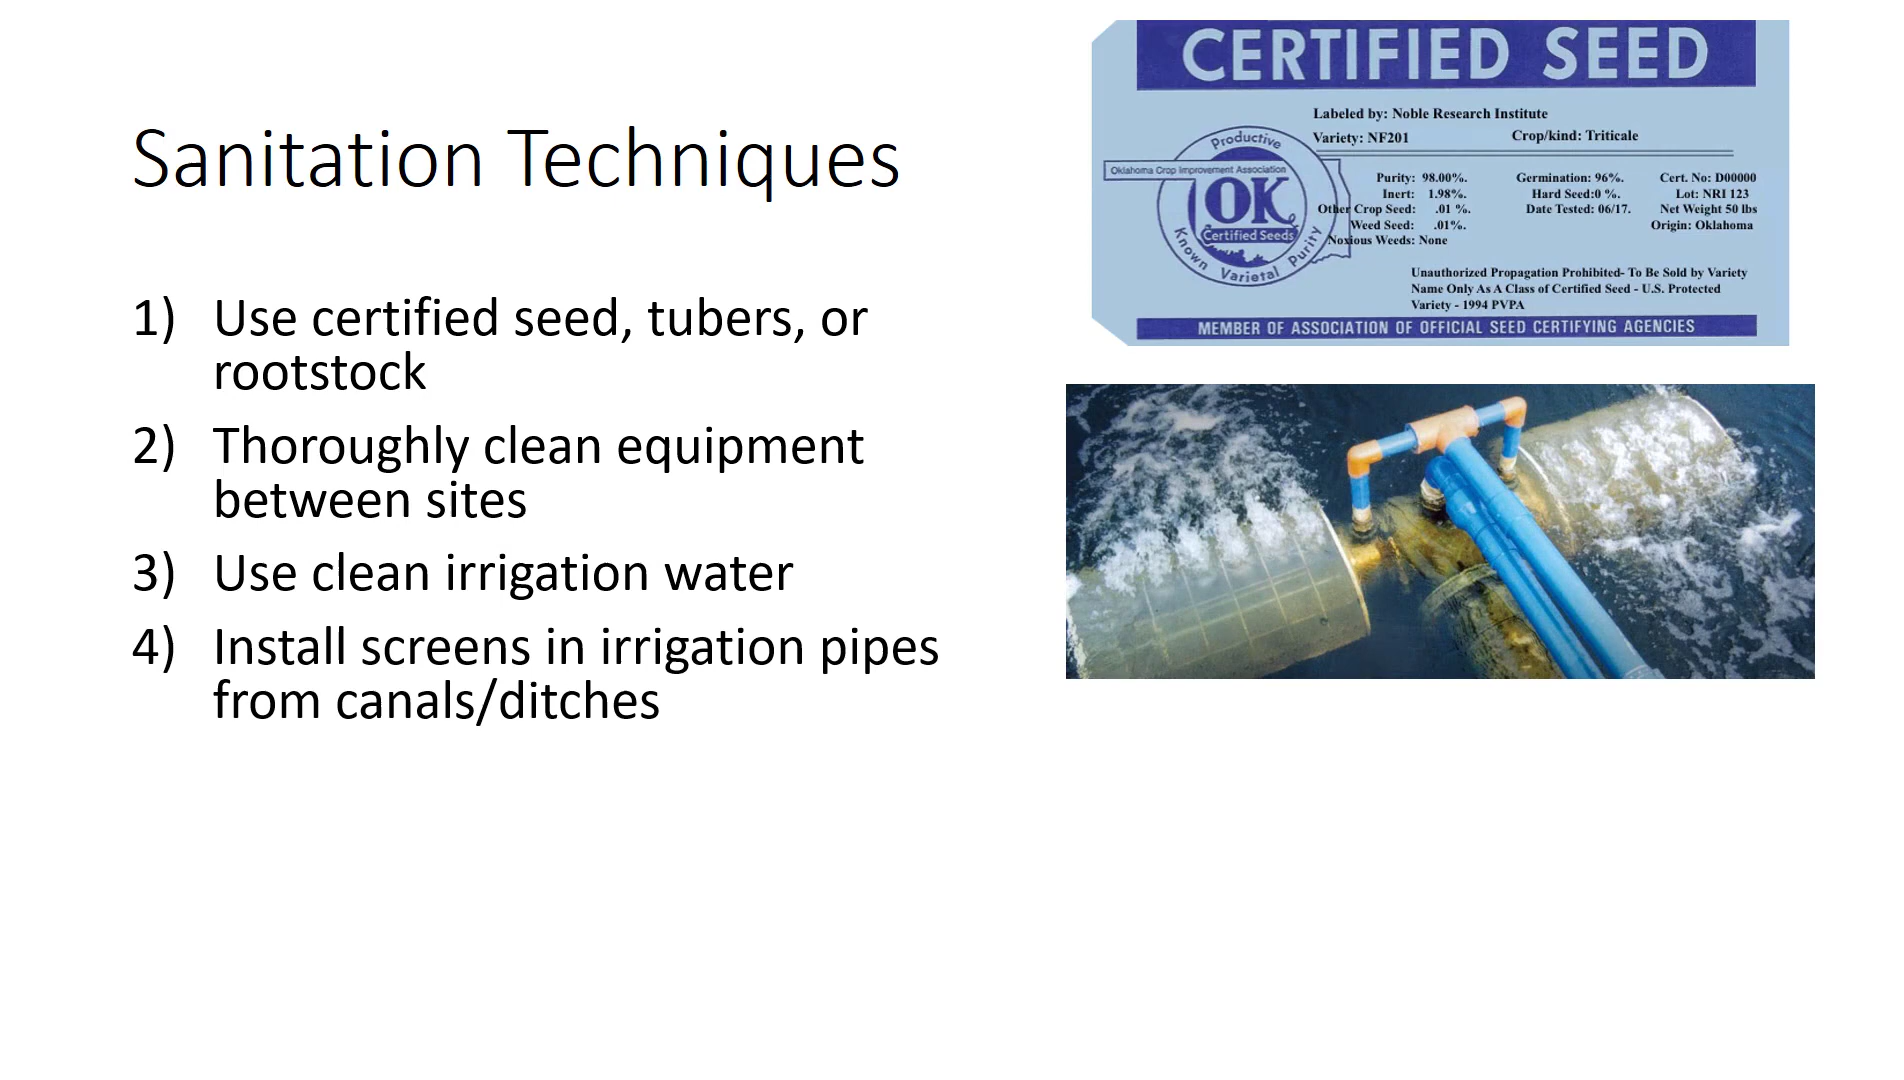 Sanitation Techniques
1) Use certified seed, tubers, or
rootstock
2) Thoroughly clean equipment
between sites
3) Use clean irrigation water
4) Install screens in irrigation pipes
from canals/ditches
CERTIFIED SEED
Labeled by: Noble Research Institute
Variety: NF201 Crop/kind: Triticale
Productive
Oklahoma Crop Improvement Association
OK
Certified Seeds
Known Varietal Purity
Purity: 98.00%. Germination: 96%. Cert. No: D00000
Inert: 1.98%. Hard Seed:0 %. Lot: NRI 123
Other Crop Seed: .01 %. Date Tested: 06/17. Net Weight 50 lbs
Weed Seed: .01%. Origin: Oklahoma
Noxious Weeds: None
Unauthorized Propagation Prohibited- To Be Sold by Variety
Name Only As A Class of Certified Seed - U.S. Protected
Variety - 1994 PVPA
MEMBER OF ASSOCIATION OF OFFICIAL SEED CERTIFYING AGENCIES